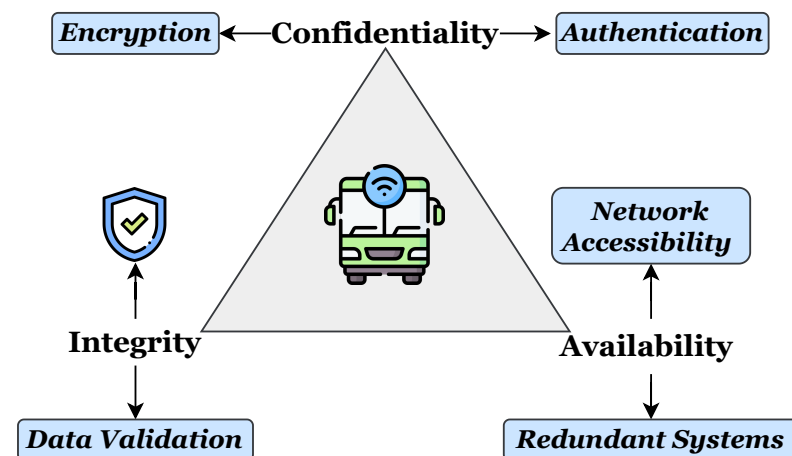 Encryption
Confidentiality
Authentication
Network
Accessibility
Integrity
Availability
Data Validation
Redundant Systems